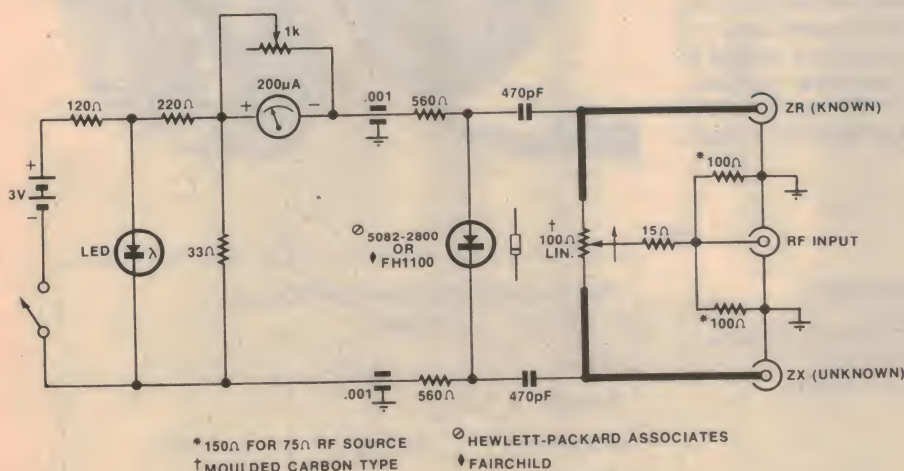 1k
200µA
+ −
120Ω
220Ω
.001
560Ω
470pF
ZR (KNOWN)
+
3V
−
LED
λ
33Ω
⊘ 5082-2800
OR
♦ FH1100
†
100Ω
LIN.
15Ω
*100Ω
RF INPUT
*100Ω
.001
560Ω
470pF
ZX (UNKNOWN)
*150Ω FOR 75Ω RF SOURCE
†MOULDED CARBON TYPE
⊘ HEWLETT-PACKARD ASSOCIATES
♦ FAIRCHILD